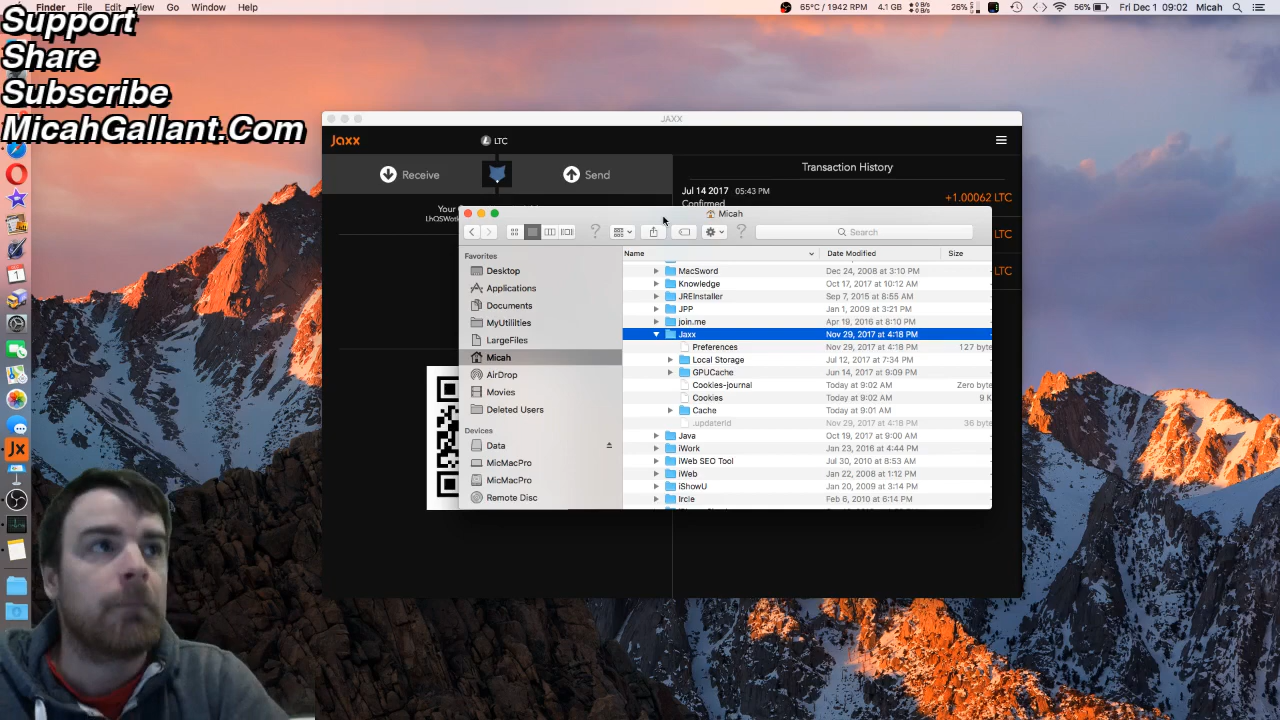 Finder File Edit View Go Window Help
65°C / 1942 RPM 4.1 GB 26% 56% Fri Dec 1 09:02 Micah
Support
Share
Subscribe
MicahGallant.Com
JAXX
Jaxx
LTC
Receive
Send
Transaction History
Jul 14 2017 05:43 PM
Confirmed
+1.00062 LTC
LTC
LTC
Your
Micah
Search
Favorites
Desktop
Applications
Documents
MyUtilities
LargeFiles
Micah
AirDrop
Movies
Deleted Users
Devices
Data
MicMacPro
MicMacPro
Remote Disc
Name Date Modified Size
MacSword Dec 24, 2008 at 3:10 PM
Knowledge Oct 17, 2017 at 10:12 AM
JREInstaller Sep 7, 2015 at 8:55 AM
JPP Jan 1, 2009 at 3:21 PM
join.me Apr 19, 2016 at 8:10 PM
Jaxx Nov 29, 2017 at 4:18 PM
Preferences Nov 29, 2017 at 4:18 PM 127 byte
Local Storage Jul 12, 2017 at 7:34 PM
GPUCache Jun 14, 2017 at 9:09 PM
Cookies-journal Today at 9:02 AM Zero byte
Cookies Today at 9:02 AM 9 K
Cache Today at 9:01 AM
.updaterId Nov 29, 2017 at 4:18 PM 36 byte
Java Oct 19, 2017 at 9:00 AM
iWork Jan 23, 2016 at 4:44 PM
iWeb SEO Tool Jul 30, 2010 at 8:53 AM
iWeb Jan 22, 2008 at 1:12 PM
iShowU Jan 20, 2009 at 3:14 PM
Ircie Feb 6, 2010 at 6:14 PM
JX